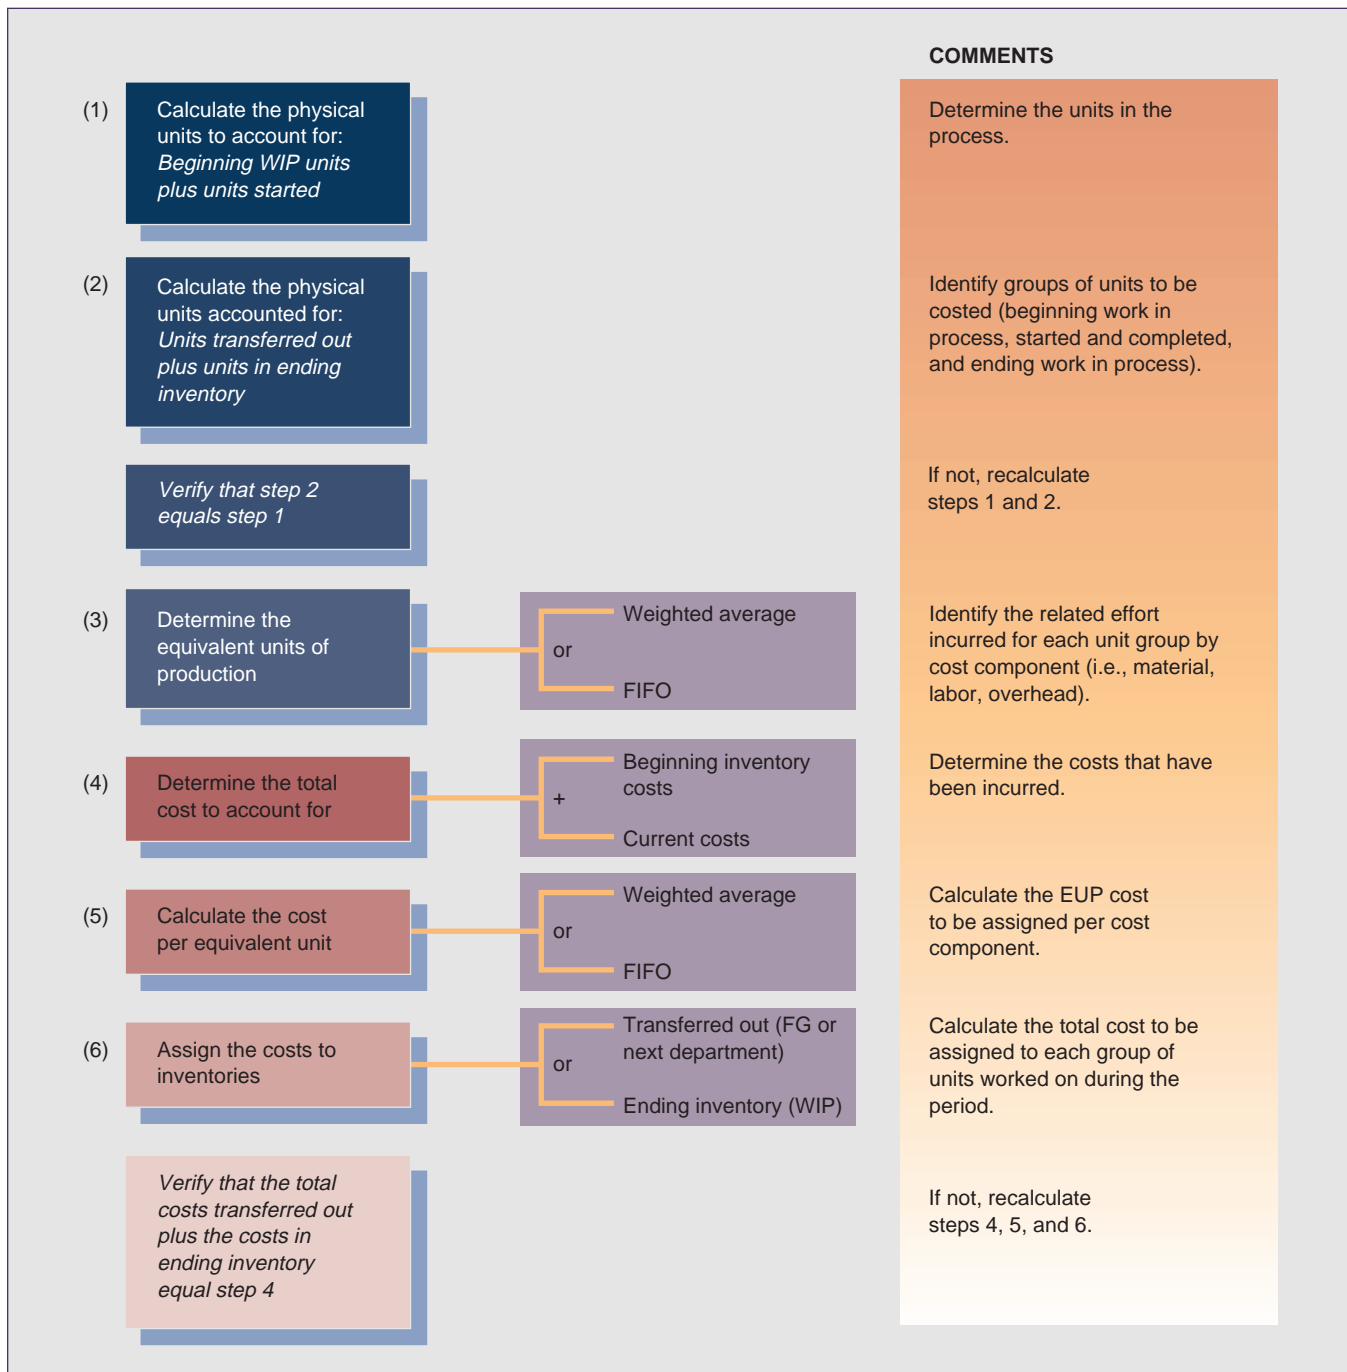 COMMENTS
(1)
Calculate the physical
units to account for:
Beginning WIP units
plus units started
Determine the units in the
process.
(2)
Calculate the physical
units accounted for:
Units transferred out
plus units in ending
inventory
Identify groups of units to be
costed (beginning work in
process, started and completed,
and ending work in process).
Verify that step 2
equals step 1
If not, recalculate
steps 1 and 2.
(3)
Determine the
equivalent units of
production
Weighted average
or
FIFO
Identify the related effort
incurred for each unit group by
cost component (i.e., material,
labor, overhead).
(4)
Determine the total
cost to account for
Beginning inventory
costs
+
Current costs
Determine the costs that have
been incurred.
(5)
Calculate the cost
per equivalent unit
Weighted average
or
FIFO
Calculate the EUP cost
to be assigned per cost
component.
(6)
Assign the costs to
inventories
Transferred out (FG or
next department)
or
Ending inventory (WIP)
Calculate the total cost to be
assigned to each group of
units worked on during the
period.
Verify that the total
costs transferred out
plus the costs in
ending inventory
equal step 4
If not, recalculate
steps 4, 5, and 6.